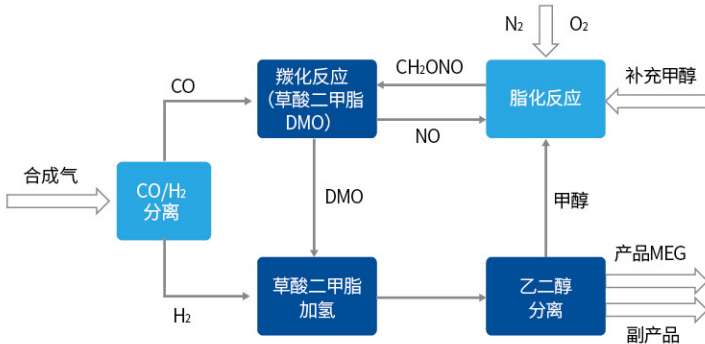 N₂
O₂
CO
羰化反应
(草酸二甲脂
DMO)
CH₂ONO
NO
脂化反应
补充甲醇
合成气
CO/H₂
分离
DMO
甲醇
H₂
草酸二甲脂
加氢
乙二醇
分离
产品MEG
副产品